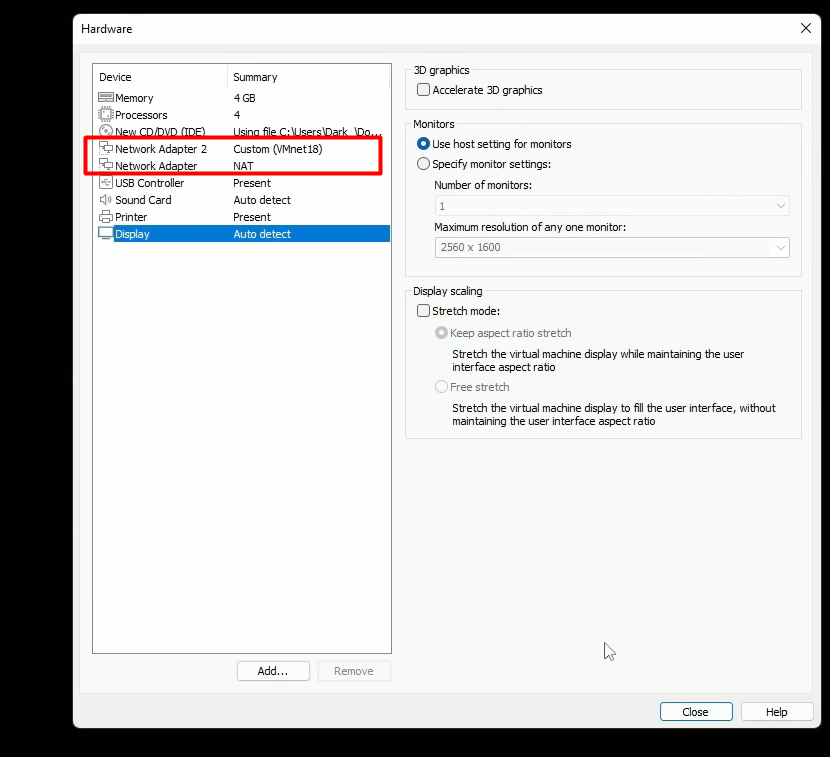 Hardware
Device Summary
Memory 4 GB
Processors 4
New CD/DVD (IDE) Using file C:\Users\Dark_\Do...
Network Adapter 2 Custom (VMnet18)
Network Adapter NAT
USB Controller Present
Sound Card Auto detect
Printer Present
Display Auto detect
Add... Remove
3D graphics
Accelerate 3D graphics
Monitors
Use host setting for monitors
Specify monitor settings:
Number of monitors:
1
Maximum resolution of any one monitor:
2560 x 1600
Display scaling
Stretch mode:
Keep aspect ratio stretch
Stretch the virtual machine display while maintaining the user
interface aspect ratio
Free stretch
Stretch the virtual machine display to fill the user interface, without
maintaining the user interface aspect ratio
Close Help